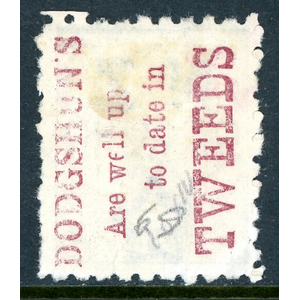 DODGSHUN'S
Are well up
to date in
TWEEDS